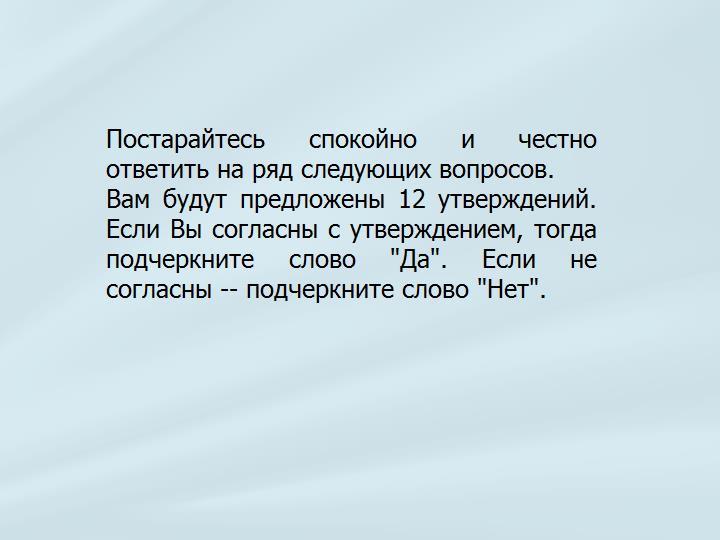 Постарайтесь спокойно и честно
ответить на ряд следующих вопросов.
Вам будут предложены 12 утверждений.
Если Вы согласны с утверждением, тогда
подчеркните слово "Да". Если не
согласны -- подчеркните слово "Нет".